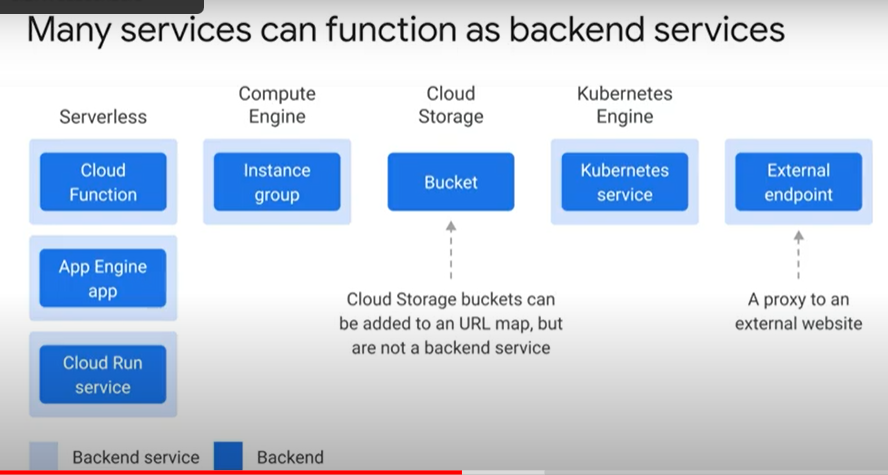 Many services can function as backend services
Serverless
Compute
Engine
Cloud
Storage
Kubernetes
Engine
Cloud
Function
Instance
group
Bucket
Kubernetes
service
External
endpoint
App Engine
app
Cloud Storage buckets can
be added to an URL map, but
are not a backend service
A proxy to an
external website
Cloud Run
service
Backend service
Backend